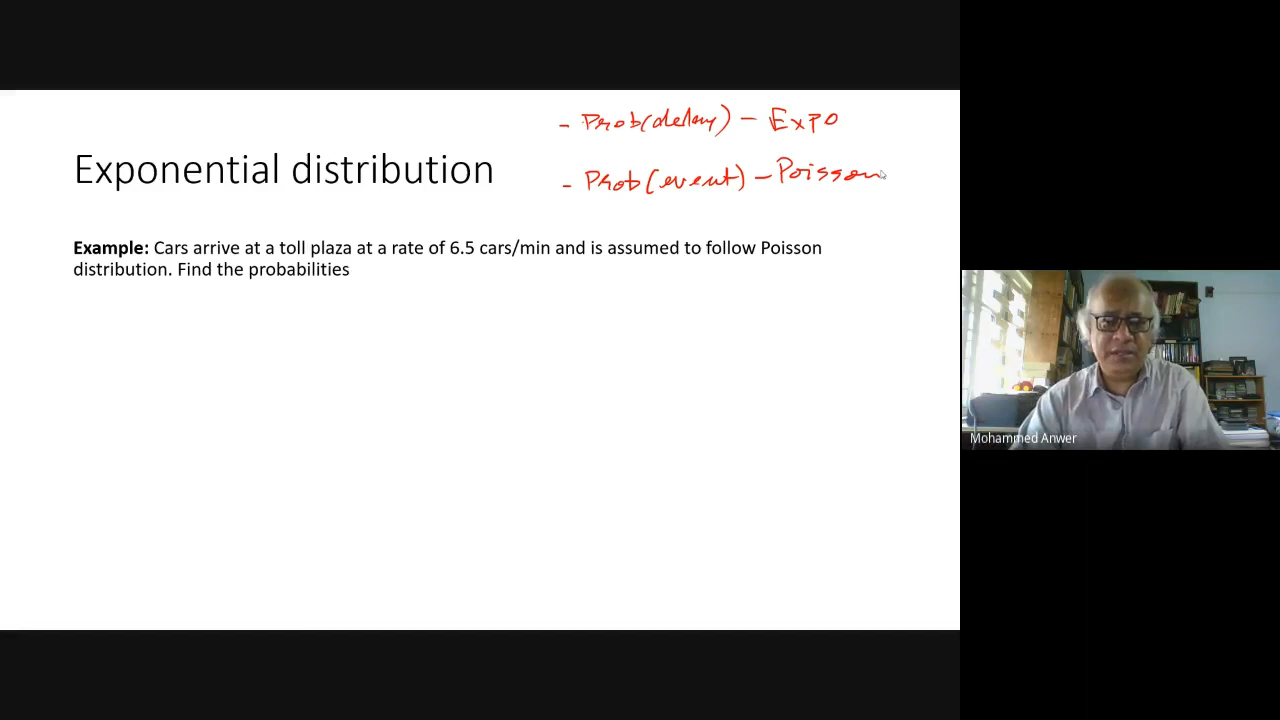 - Prob(delay) - Expo
Exponential distribution
- Prob(event) - Poisson
Example: Cars arrive at a toll plaza at a rate of 6.5 cars/min and is assumed to follow Poisson
distribution. Find the probabilities
Mohammed Anwer